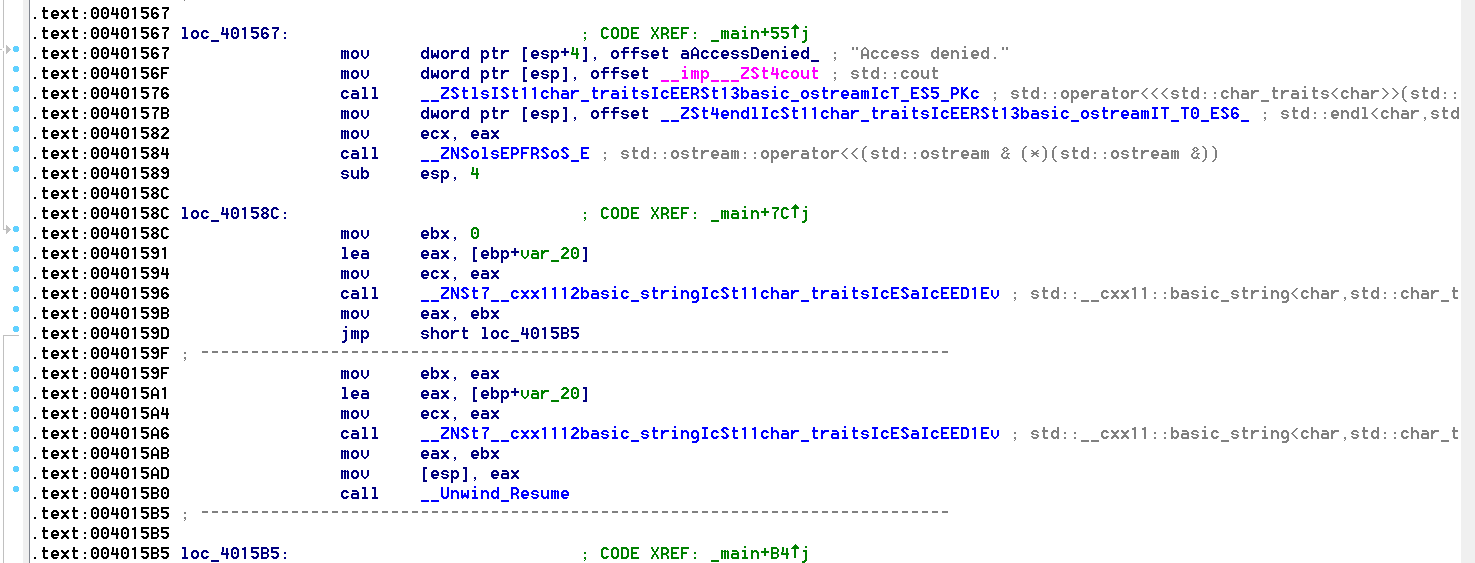 .text:00401567
.text:00401567 loc_401567: ; CODE XREF: _main+55↑j
.text:00401567 mov dword ptr [esp+4], offset aAccessDenied_ ; "Access denied."
.text:0040156F mov dword ptr [esp], offset __imp___ZSt4cout ; std::cout
.text:00401576 call __ZStlsISt11char_traitsIcEERSt13basic_ostreamIcT_ES5_PKc ; std::operator<<<std::char_traits<char>>(std::
.text:0040157B mov dword ptr [esp], offset __ZSt4endlIcSt11char_traitsIcEERSt13basic_ostreamIT_T0_ES6_ ; std::endl<char,std
.text:00401582 mov ecx, eax
.text:00401584 call __ZNSolsEPFRSoS_E ; std::ostream::operator<<(std::ostream & (*)(std::ostream &))
.text:00401589 sub esp, 4
.text:0040158C
.text:0040158C loc_40158C: ; CODE XREF: _main+7C↑j
.text:0040158C mov ebx, 0
.text:00401591 lea eax, [ebp+var_20]
.text:00401594 mov ecx, eax
.text:00401596 call __ZNSt7__cxx1112basic_stringIcSt11char_traitsIcESaIcEED1Ev ; std::__cxx11::basic_string<char,std::char_t
.text:0040159B mov eax, ebx
.text:0040159D jmp short loc_4015B5
.text:0040159F ; ---------------------------------------------------------------------------
.text:0040159F mov ebx, eax
.text:004015A1 lea eax, [ebp+var_20]
.text:004015A4 mov ecx, eax
.text:004015A6 call __ZNSt7__cxx1112basic_stringIcSt11char_traitsIcESaIcEED1Ev ; std::__cxx11::basic_string<char,std::char_t
.text:004015AB mov eax, ebx
.text:004015AD mov [esp], eax
.text:004015B0 call __Unwind_Resume
.text:004015B5 ; ---------------------------------------------------------------------------
.text:004015B5
.text:004015B5 loc_4015B5: ; CODE XREF: _main+B4↑j